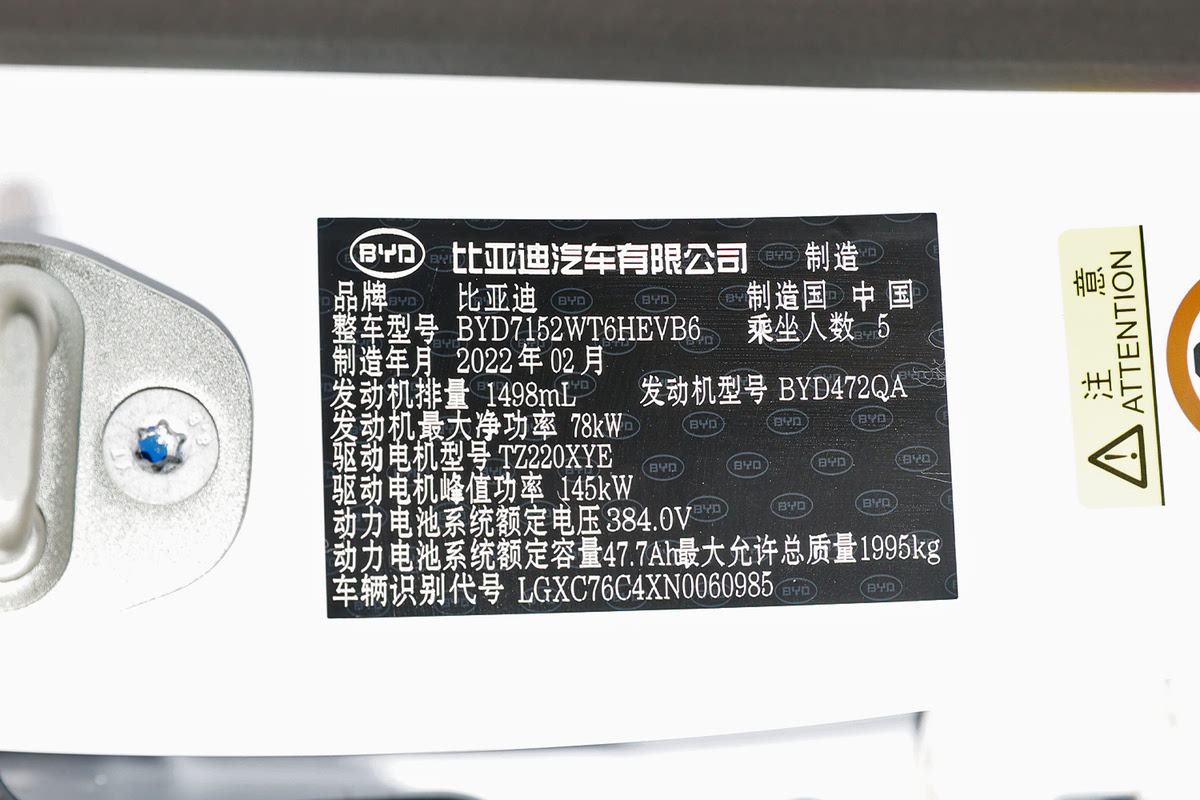 BYD 比亚迪汽车有限公司 制造
品牌 比亚迪 制造国 中国
整车型号 BYD7152WT6HEVB6 乘坐人数 5
制造年月 2022年02月
发动机排量 1498mL 发动机型号 BYD472QA
发动机最大净功率 78kW
驱动电机型号 TZ220XYE
驱动电机峰值功率 145kW
动力电池系统额定电压 384.0V
动力电池系统额定容量 47.7Ah 最大允许总质量 1995kg
车辆识别代号 LGXC76C4XN0060985
注意
ATTENTION